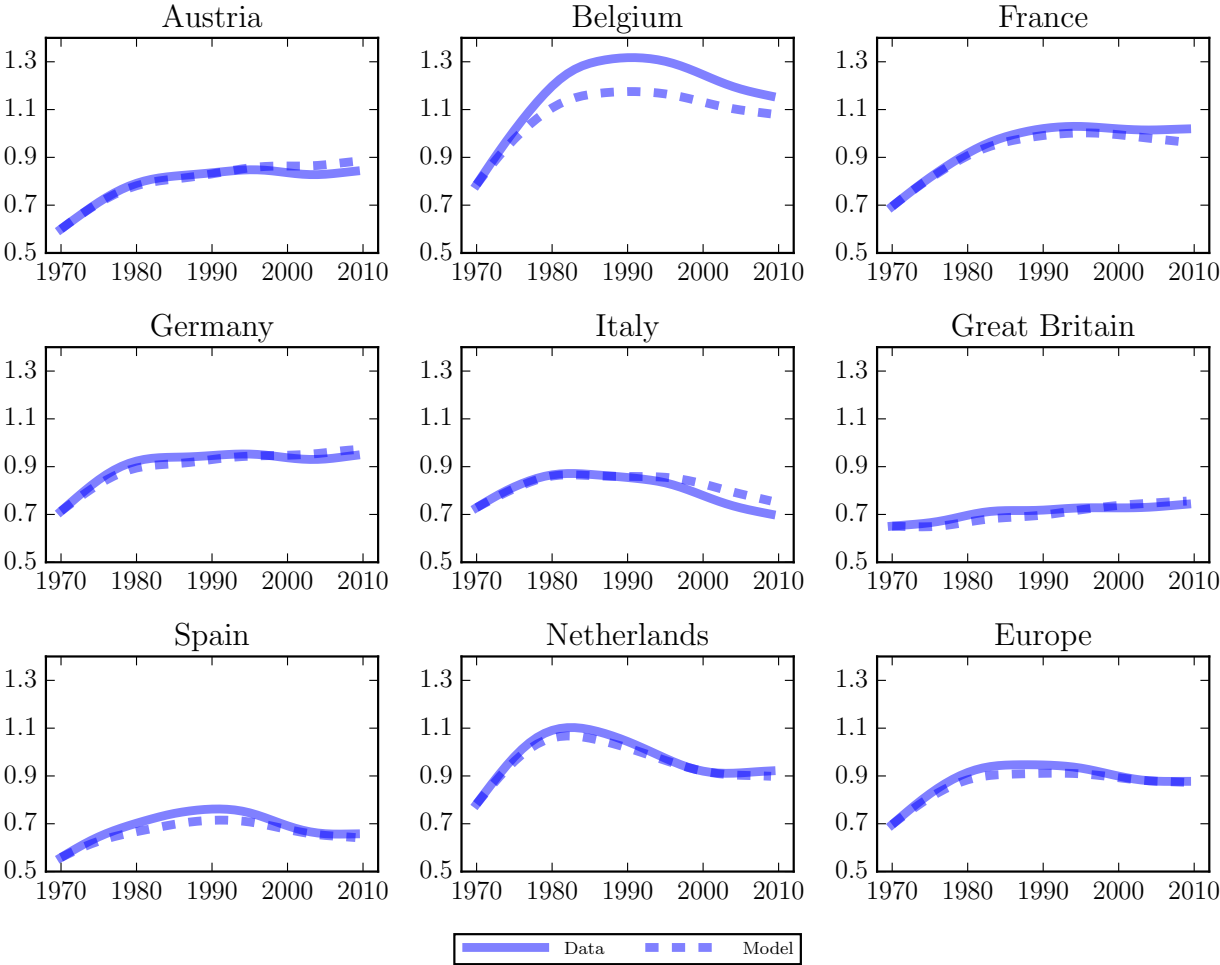 Austria Belgium France
1.3 1.3 1.3
1.1 1.1 1.1
0.9 0.9 0.9
0.7 0.7 0.7
0.5 0.5 0.5
1970 1980 1990 2000 2010 1970 1980 1990 2000 2010 1970 1980 1990 2000 2010
Germany Italy Great Britain
1.3 1.3 1.3
1.1 1.1 1.1
0.9 0.9 0.9
0.7 0.7 0.7
0.5 0.5 0.5
1970 1980 1990 2000 2010 1970 1980 1990 2000 2010 1970 1980 1990 2000 2010
Spain Netherlands Europe
1.3 1.3 1.3
1.1 1.1 1.1
0.9 0.9 0.9
0.7 0.7 0.7
0.5 0.5 0.5
1970 1980 1990 2000 2010 1970 1980 1990 2000 2010 1970 1980 1990 2000 2010
Data Model